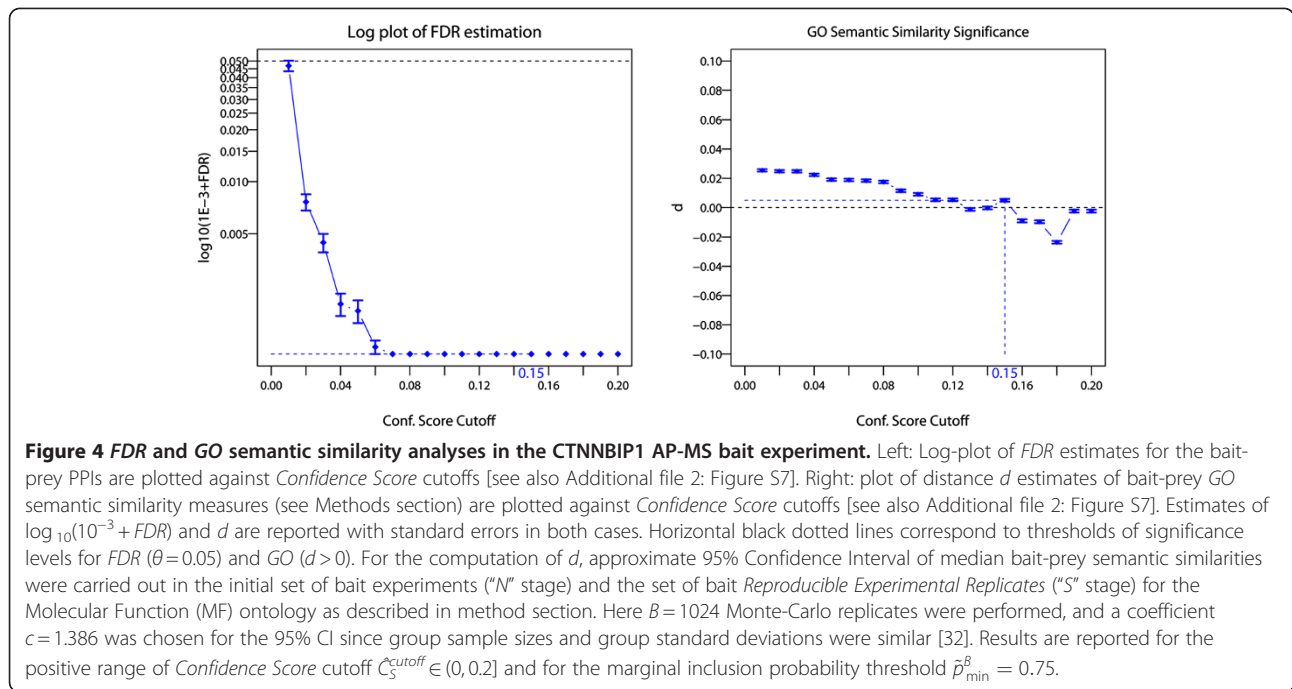 Log plot of FDR estimation
log10(1E-3+FDR)
0.050
0.045
0.040
0.035
0.030
0.025
0.020
0.015
0.010
0.005
0.00 0.04 0.08 0.12 0.15 0.16 0.20
Conf. Score Cutoff
GO Semantic Similarity Significance
d
0.10
0.08
0.06
0.04
0.02
0.00
−0.02
−0.04
−0.06
−0.08
−0.10
0.00 0.04 0.08 0.12 0.15 0.16 0.20
Conf. Score Cutoff
Figure 4 FDR and GO semantic similarity analyses in the CTNNBIP1 AP-MS bait experiment. Left: Log-plot of FDR estimates for the bait-
prey PPIs are plotted against Confidence Score cutoffs [see also Additional file 2: Figure S7]. Right: plot of distance d estimates of bait-prey GO
semantic similarity measures (see Methods section) are plotted against Confidence Score cutoffs [see also Additional file 2: Figure S7]. Estimates of
log 10(10−3 + FDR) and d are reported with standard errors in both cases. Horizontal black dotted lines correspond to thresholds of significance
levels for FDR (θ = 0.05) and GO (d > 0). For the computation of d, approximate 95% Confidence Interval of median bait-prey semantic similarities
were carried out in the initial set of bait experiments (“N” stage) and the set of bait Reproducible Experimental Replicates (“S” stage) for the
Molecular Function (MF) ontology as described in method section. Here B = 1024 Monte-Carlo replicates were performed, and a coefficient
c = 1.386 was chosen for the 95% CI since group sample sizes and group standard deviations were similar [32]. Results are reported for the
positive range of Confidence Score cutoff Ĉ_S^cutoff ∈ (0, 0.2] and for the marginal inclusion probability threshold p̃_min^B = 0.75.